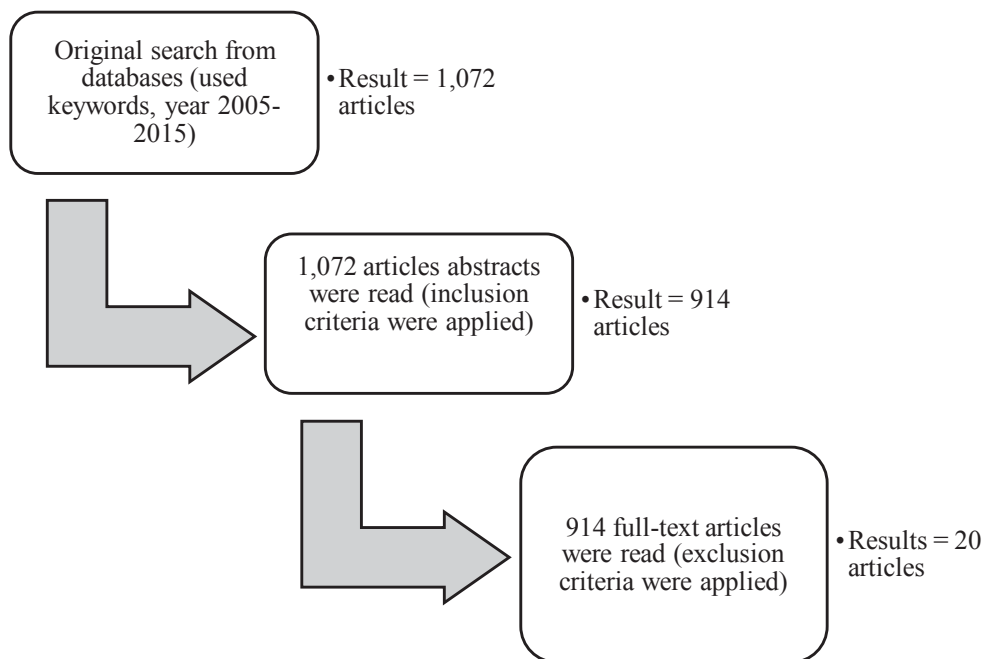 Original search from
databases (used
keywords, year 2005-
2015)
•Result = 1,072
articles
1,072 articles abstracts
were read (inclusion
criteria were applied)
•Result = 914
articles
914 full-text articles
were read (exclusion
criteria were applied)
•Results = 20
articles